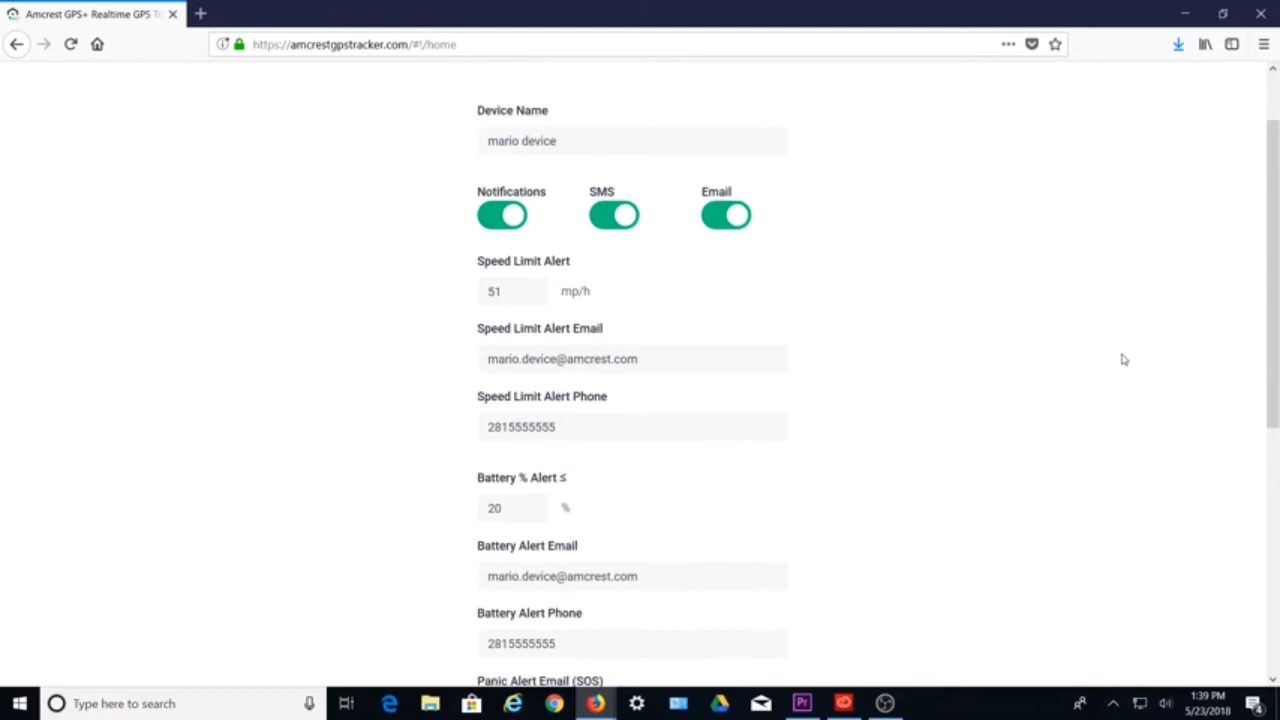 Amcrest GPS+ Realtime GPS
https://amcrestgpstracker.com/#!/home
Device Name
mario device
Notifications SMS Email
Speed Limit Alert
51 mp/h
Speed Limit Alert Email
mario.device@amcrest.com
Speed Limit Alert Phone
2815555555
Battery % Alert ≤
20 %
Battery Alert Email
mario.device@amcrest.com
Battery Alert Phone
2815555555
Panic Alert Email (SOS)
Type here to search
Pr
1:39 PM
5/23/2018
4